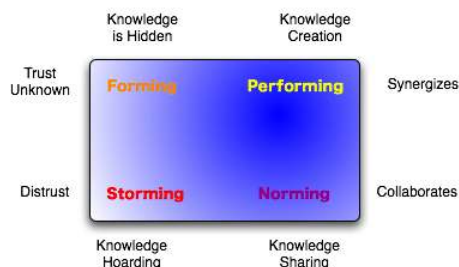 Knowledge
is Hidden
Knowledge
Creation
Trust
Unknown
Forming
Performing
Synergizes
Distrust
Storming
Norming
Collaborates
Knowledge
Hoarding
Knowledge
Sharing